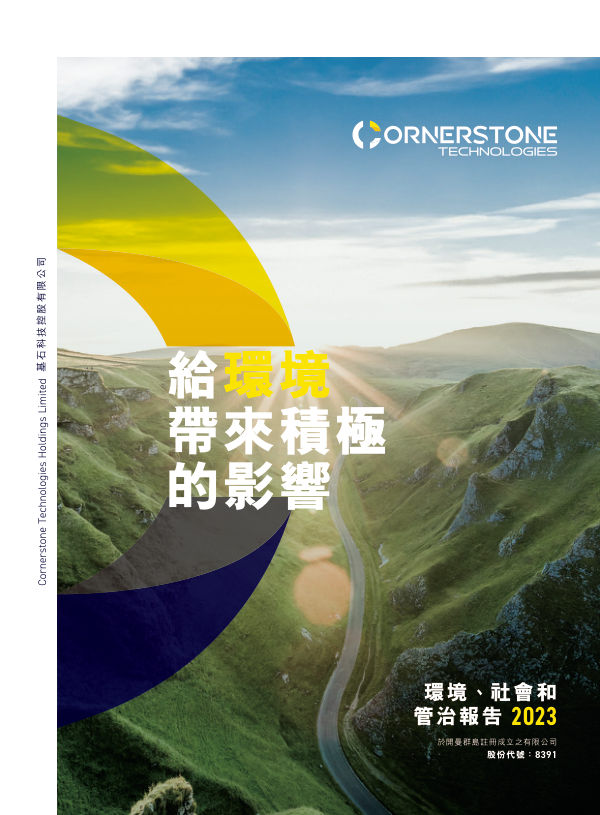 CORNERSTONE
TECHNOLOGIES
Cornerstone Technologies Holdings Limited 基石科技控股有限公司
給環境
帶來積極
的影響
環境、社會和
管治報告 2023
於開曼群島註冊成立之有限公司
股份代號：8391